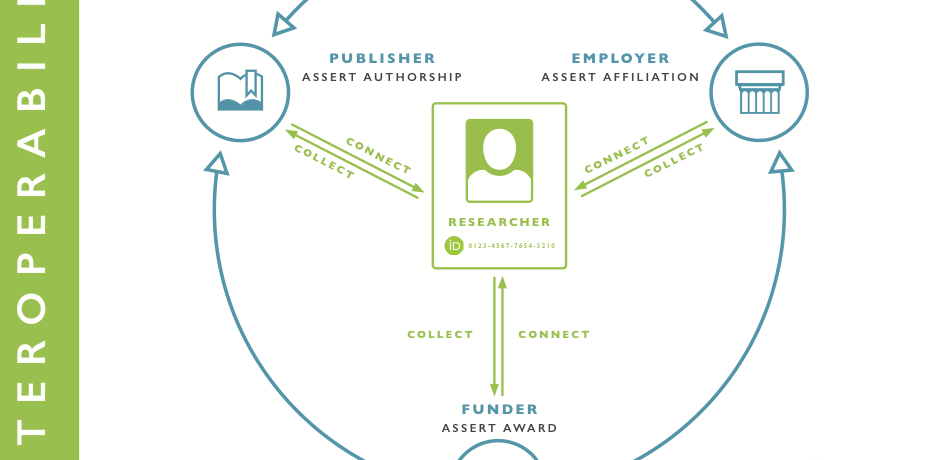 TEROPERABIL
PUBLISHER
ASSERT AUTHORSHIP
EMPLOYER
ASSERT AFFILIATION
CONNECT
COLLECT
CONNECT
COLLECT
RESEARCHER
iD 0123-4567-7654-3210
COLLECT
CONNECT
FUNDER
ASSERT AWARD